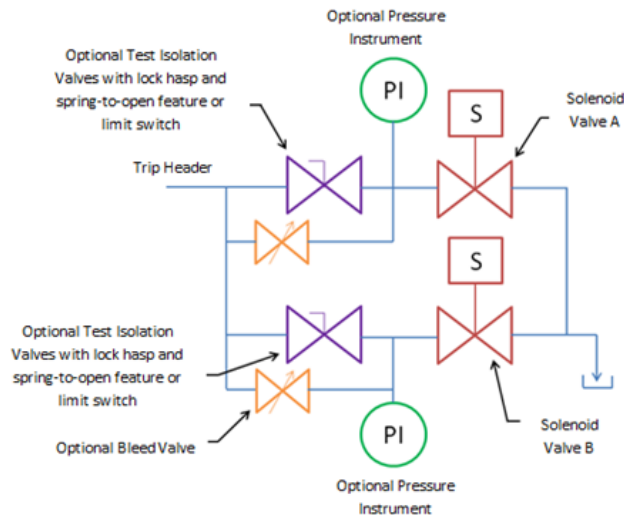 Optional Pressure
Instrument
Optional Test Isolation
Valves with lock hasp and
spring-to-open feature or
limit switch
PI
S
Solenoid
Valve A
Trip Header
S
Optional Test Isolation
Valves with lock hasp and
spring-to-open feature or
limit switch
Optional Bleed Valve
PI
Solenoid
Valve B
Optional Pressure
Instrument